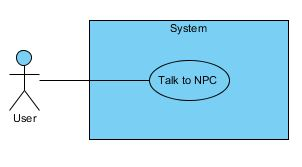 System
Talk to NPC
User